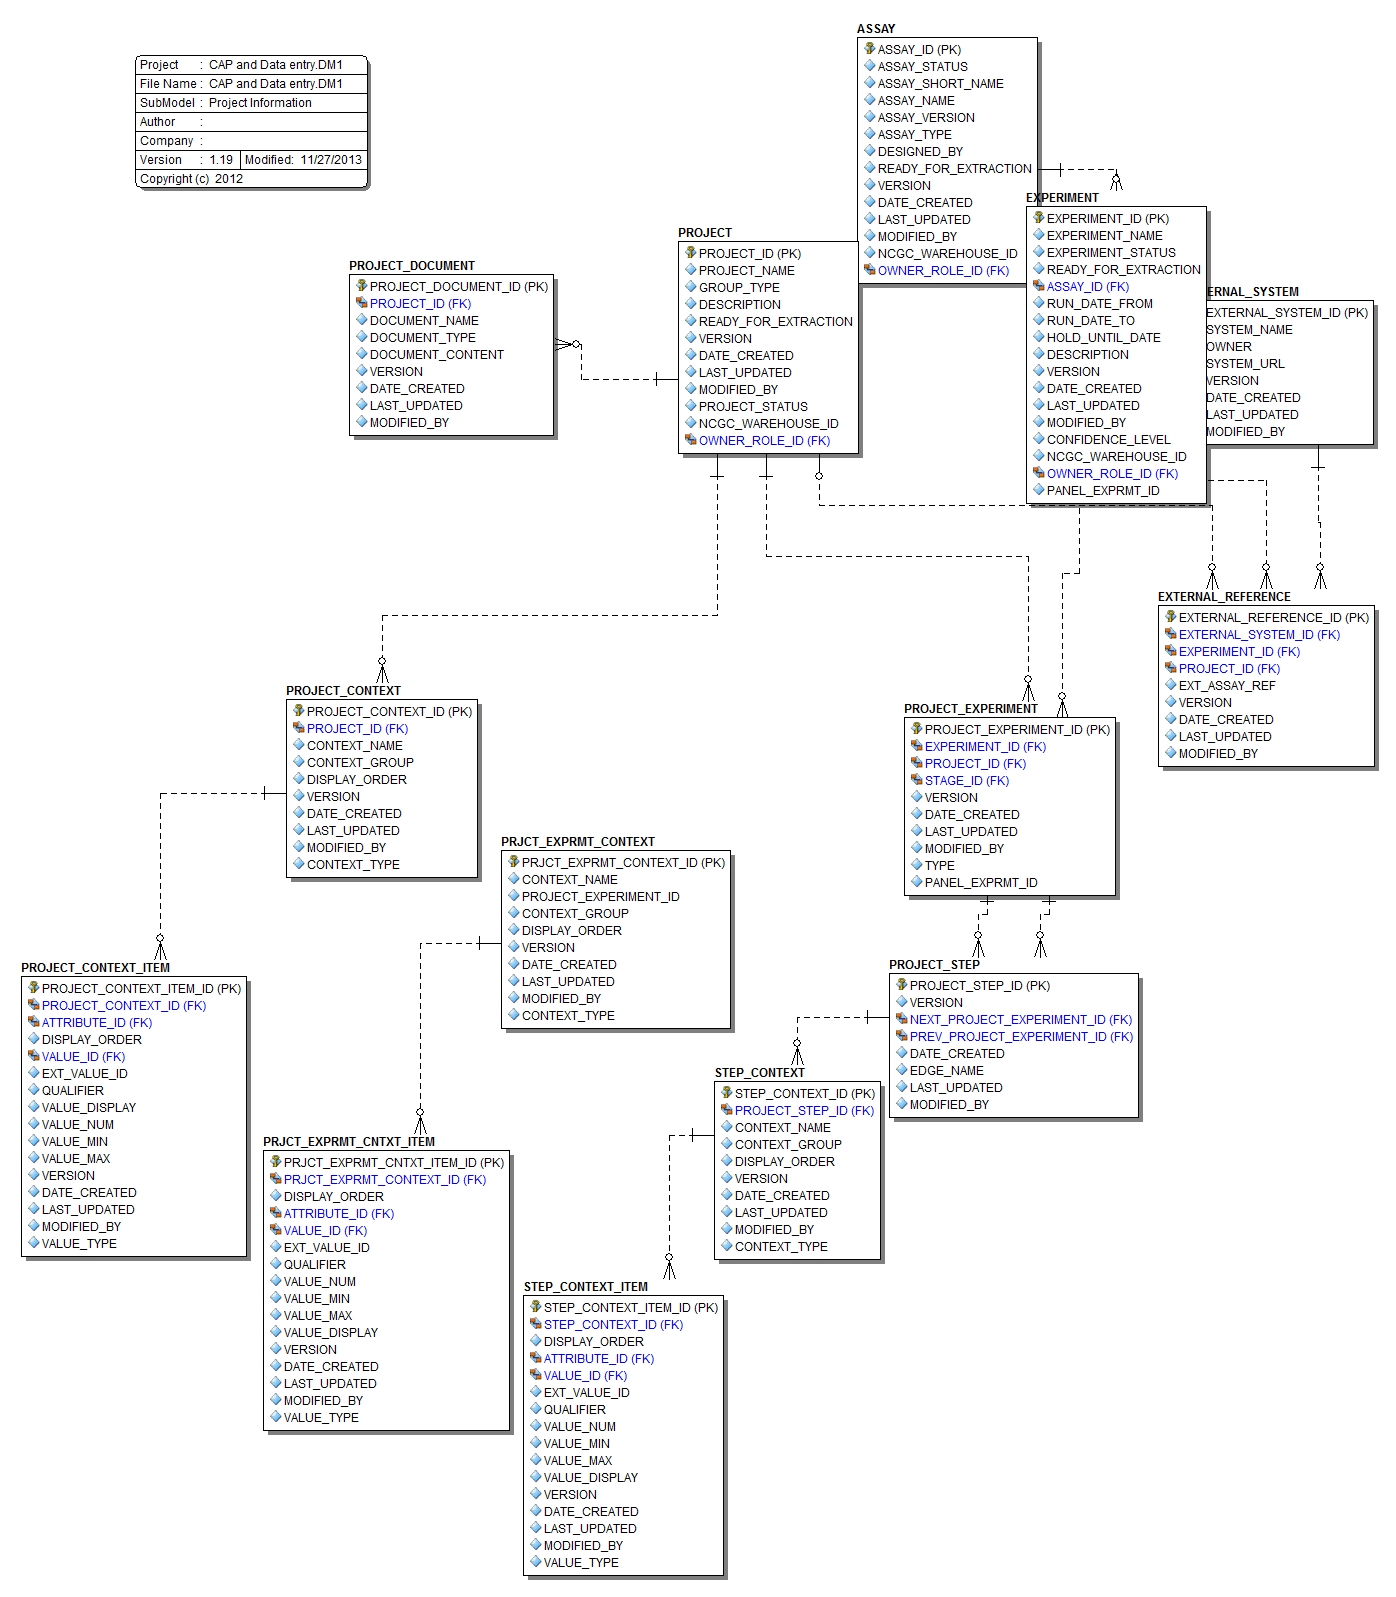 Project : CAP and Data entry.DM1
File Name : CAP and Data entry.DM1
SubModel : Project Information
Author :
Company :
Version : 1.19 Modified: 11/27/2013
Copyright (c) 2012
ASSAY
ASSAY_ID (PK)
ASSAY_STATUS
ASSAY_SHORT_NAME
ASSAY_NAME
ASSAY_VERSION
ASSAY_TYPE
DESIGNED_BY
READY_FOR_EXTRACTION
VERSION
DATE_CREATED
LAST_UPDATED
MODIFIED_BY
NCGC_WAREHOUSE_ID
OWNER_ROLE_ID (FK)
EXPERIMENT
EXPERIMENT_ID (PK)
EXPERIMENT_NAME
EXPERIMENT_STATUS
READY_FOR_EXTRACTION
ASSAY_ID (FK)
RUN_DATE_FROM
RUN_DATE_TO
HOLD_UNTIL_DATE
DESCRIPTION
VERSION
DATE_CREATED
LAST_UPDATED
MODIFIED_BY
CONFIDENCE_LEVEL
NCGC_WAREHOUSE_ID
OWNER_ROLE_ID (FK)
PANEL_EXPRMT_ID
ERNAL_SYSTEM
EXTERNAL_SYSTEM_ID (PK)
SYSTEM_NAME
OWNER
SYSTEM_URL
VERSION
DATE_CREATED
LAST_UPDATED
MODIFIED_BY
PROJECT
PROJECT_ID (PK)
PROJECT_NAME
GROUP_TYPE
DESCRIPTION
READY_FOR_EXTRACTION
VERSION
DATE_CREATED
LAST_UPDATED
MODIFIED_BY
PROJECT_STATUS
NCGC_WAREHOUSE_ID
OWNER_ROLE_ID (FK)
PROJECT_DOCUMENT
PROJECT_DOCUMENT_ID (PK)
PROJECT_ID (FK)
DOCUMENT_NAME
DOCUMENT_TYPE
DOCUMENT_CONTENT
VERSION
DATE_CREATED
LAST_UPDATED
MODIFIED_BY
EXTERNAL_REFERENCE
EXTERNAL_REFERENCE_ID (PK)
EXTERNAL_SYSTEM_ID (FK)
EXPERIMENT_ID (FK)
PROJECT_ID (FK)
EXT_ASSAY_REF
VERSION
DATE_CREATED
LAST_UPDATED
MODIFIED_BY
PROJECT_CONTEXT
PROJECT_CONTEXT_ID (PK)
PROJECT_ID (FK)
CONTEXT_NAME
CONTEXT_GROUP
DISPLAY_ORDER
VERSION
DATE_CREATED
LAST_UPDATED
MODIFIED_BY
CONTEXT_TYPE
PROJECT_EXPERIMENT
PROJECT_EXPERIMENT_ID (PK)
EXPERIMENT_ID (FK)
PROJECT_ID (FK)
STAGE_ID (FK)
VERSION
DATE_CREATED
LAST_UPDATED
MODIFIED_BY
TYPE
PANEL_EXPRMT_ID
PRJCT_EXPRMT_CONTEXT
PRJCT_EXPRMT_CONTEXT_ID (PK)
CONTEXT_NAME
PROJECT_EXPERIMENT_ID
CONTEXT_GROUP
DISPLAY_ORDER
VERSION
DATE_CREATED
LAST_UPDATED
MODIFIED_BY
CONTEXT_TYPE
PROJECT_CONTEXT_ITEM
PROJECT_CONTEXT_ITEM_ID (PK)
PROJECT_CONTEXT_ID (FK)
ATTRIBUTE_ID (FK)
DISPLAY_ORDER
VALUE_ID (FK)
EXT_VALUE_ID
QUALIFIER
VALUE_DISPLAY
VALUE_NUM
VALUE_MIN
VALUE_MAX
VERSION
DATE_CREATED
LAST_UPDATED
MODIFIED_BY
VALUE_TYPE
PROJECT_STEP
PROJECT_STEP_ID (PK)
VERSION
NEXT_PROJECT_EXPERIMENT_ID (FK)
PREV_PROJECT_EXPERIMENT_ID (FK)
DATE_CREATED
EDGE_NAME
LAST_UPDATED
MODIFIED_BY
STEP_CONTEXT
STEP_CONTEXT_ID (PK)
PROJECT_STEP_ID (FK)
CONTEXT_NAME
CONTEXT_GROUP
DISPLAY_ORDER
VERSION
DATE_CREATED
LAST_UPDATED
MODIFIED_BY
CONTEXT_TYPE
PRJCT_EXPRMT_CNTXT_ITEM
PRJCT_EXPRMT_CNTXT_ITEM_ID (PK)
PRJCT_EXPRMT_CONTEXT_ID (FK)
DISPLAY_ORDER
ATTRIBUTE_ID (FK)
VALUE_ID (FK)
EXT_VALUE_ID
QUALIFIER
VALUE_NUM
VALUE_MIN
VALUE_MAX
VALUE_DISPLAY
VERSION
DATE_CREATED
LAST_UPDATED
MODIFIED_BY
VALUE_TYPE
STEP_CONTEXT_ITEM
STEP_CONTEXT_ITEM_ID (PK)
STEP_CONTEXT_ID (FK)
DISPLAY_ORDER
ATTRIBUTE_ID (FK)
VALUE_ID (FK)
EXT_VALUE_ID
QUALIFIER
VALUE_NUM
VALUE_MIN
VALUE_MAX
VALUE_DISPLAY
VERSION
DATE_CREATED
LAST_UPDATED
MODIFIED_BY
VALUE_TYPE